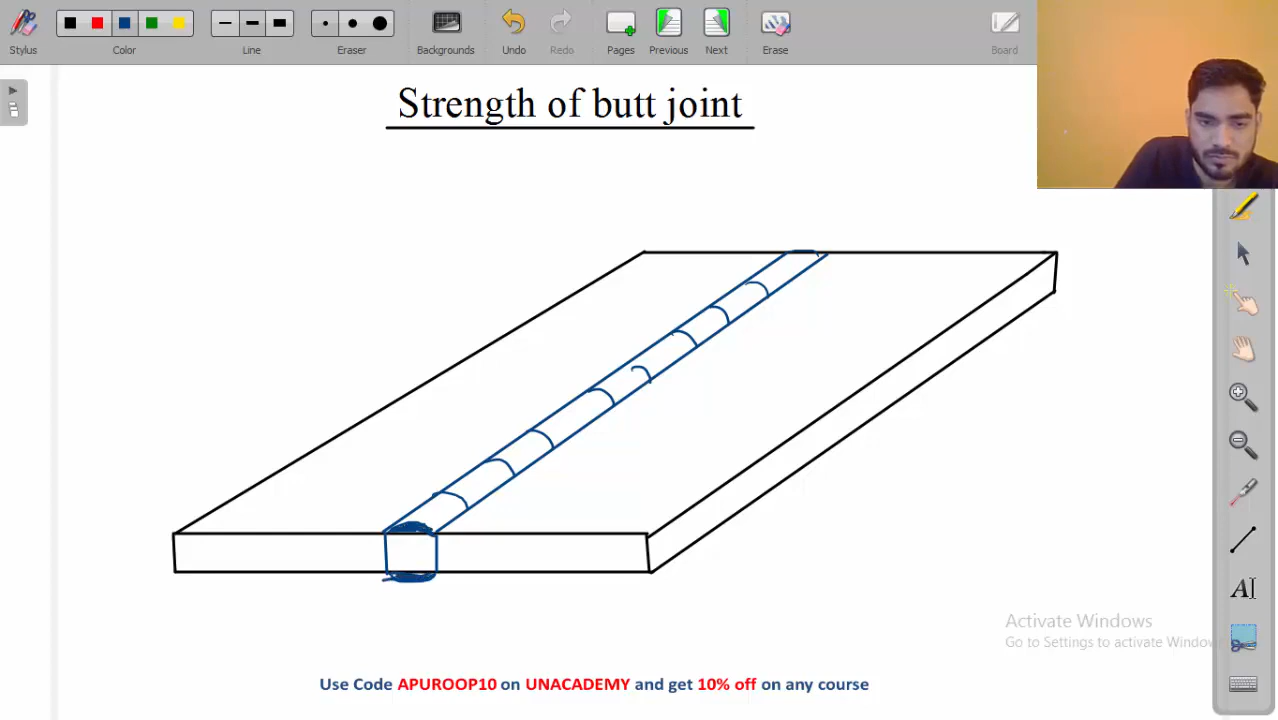 Stylus
Color
Line
Eraser
Backgrounds
Undo
Redo
Pages
Previous
Next
Erase
Board
Strength of butt joint
A
Activate Windows
Go to Settings to activate Windows
Use Code APUROOP10 on UNACADEMY and get 10% off on any course